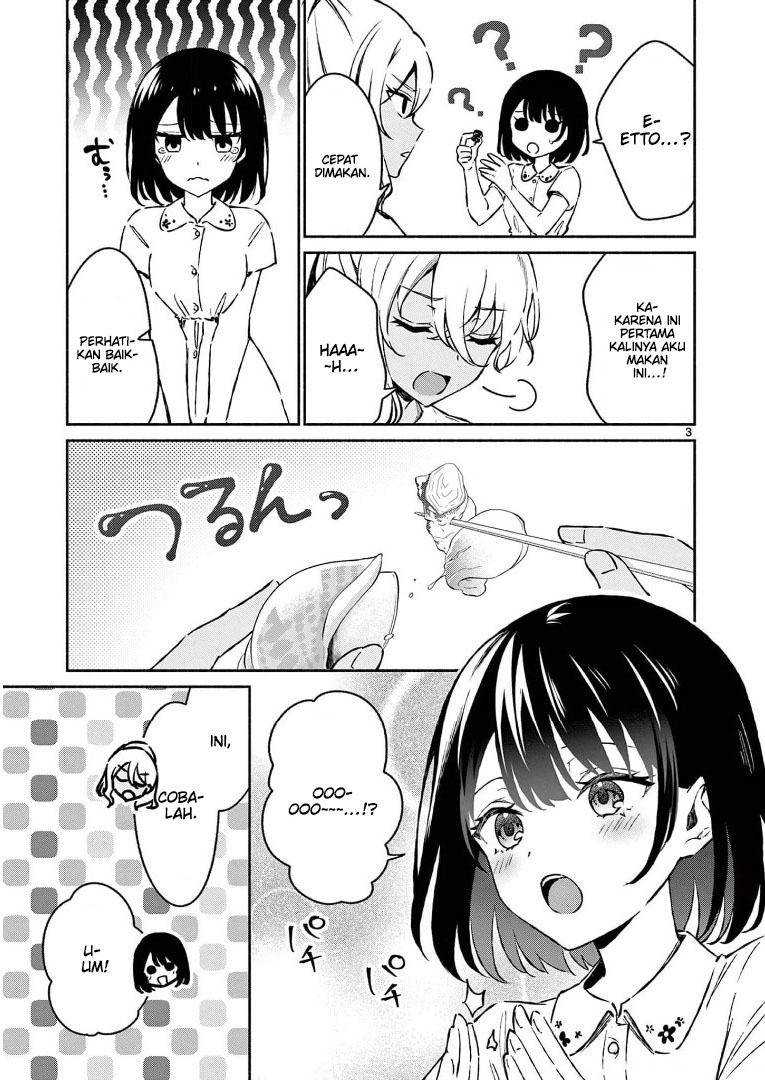 E-
ETTO...?
? ? ?
CEPAT
DIMAKAN.
KA-
KARENA INI
PERTAMA
KALINYA AKU
MAKAN
INI...!
HAAA-
~H...
むぅ…
PERHATI-
KAN BAIK-
BAIK.
3
つるんっ
OOO-
OOO~~~...!?
パチ
パチ
INI,
COBA-
LAH.
U-
UM!